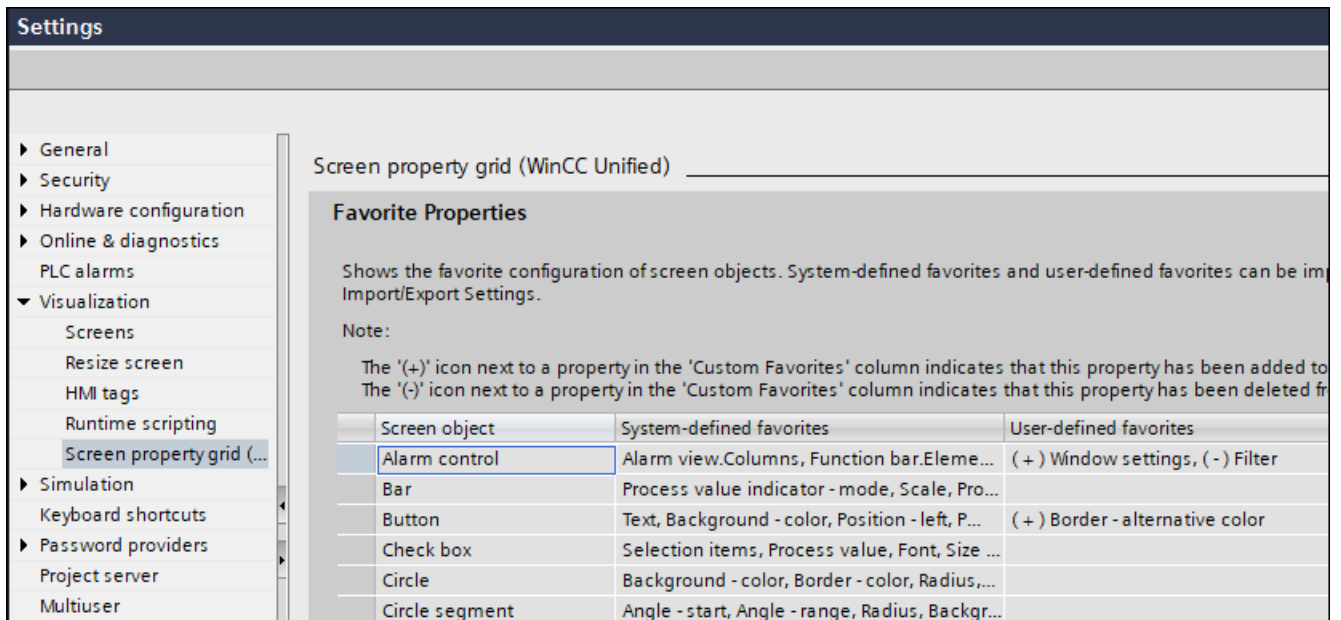 Settings
General
Security
Hardware configuration
Online & diagnostics
PLC alarms
Visualization
Screens
Resize screen
HMI tags
Runtime scripting
Screen property grid (...
Simulation
Keyboard shortcuts
Password providers
Project server
Multiuser
Screen property grid (WinCC Unified)
Favorite Properties
Shows the favorite configuration of screen objects. System-defined favorites and user-defined favorites can be im
Import/Export Settings.
Note:
The '(+)' icon next to a property in the 'Custom Favorites' column indicates that this property has been added to
The '(-)' icon next to a property in the 'Custom Favorites' column indicates that this property has been deleted fr
Screen object System-defined favorites User-defined favorites
Alarm control Alarm view.Columns, Function bar.Eleme... (+) Window settings, (-) Filter
Bar Process value indicator - mode, Scale, Pro...
Button Text, Background - color, Position - left, P... (+) Border - alternative color
Check box Selection items, Process value, Font, Size ...
Circle Background - color, Border - color, Radius,...
Circle segment Angle - start, Angle - range, Radius, Backgr...